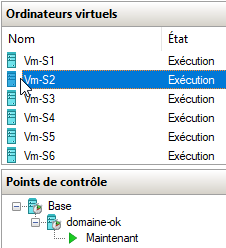 Ordinateurs virtuels
Nom État
Vm-S1 Exécution
Vm-S2 Exécution
Vm-S3 Exécution
Vm-S4 Exécution
Vm-S5 Exécution
Vm-S6 Exécution
Points de contrôle
Base
domaine-ok
Maintenant